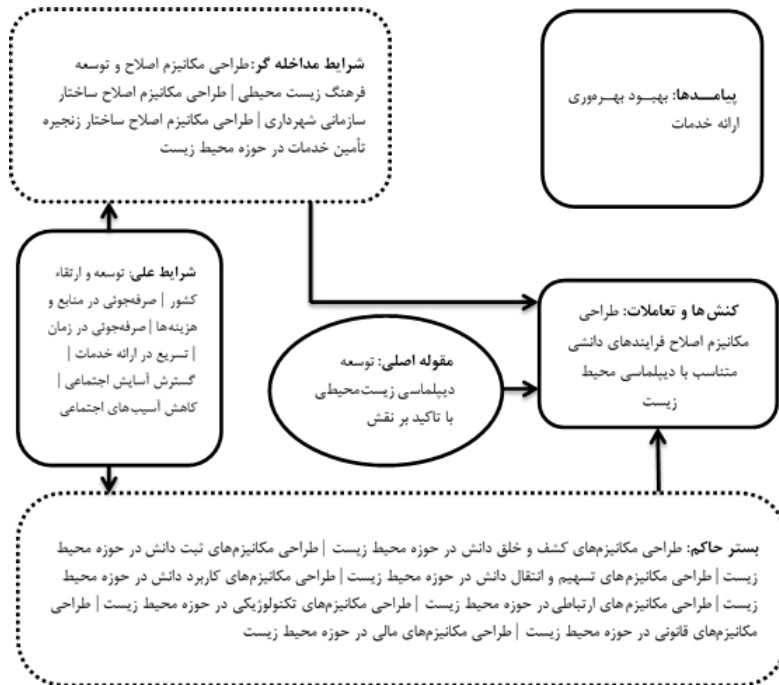 شرایط مداخله گر: طراحی مکانیزم اصلاح و توسعه
فرهنگ زیست محیطی | طراحی مکانیزم اصلاح ساختار
سازمانی شهرداری | طراحی مکانیزم اصلاح ساختار زنجیره
تأمین خدمات در حوزه محیط زیست
پیامــدها: بهبــود بهــره‌وری
ارائه خدمات
شرایط علی: توسعه و ارتقاء
کشور | صرفه‌جوئی در منابع و
هزینه‌ها | صرفه‌جوئی در زمان
| تسریع در ارائه خدمات |
گسترش آسایش اجتماعی |
کاهش آسیب‌های اجتماعی
مقوله اصلی: توسعه
دیپلماسی زیست‌محیطی
با تاکید بر نقش
کنش‌ها و تعاملات: طراحی
مکانیزم اصلاح فرایندهای دانشی
متناسب با دیپلماسی محیط
زیست
بستر حاکم: طراحی مکانیزم‌های کشف و خلق دانش در حوزه محیط زیست | طراحی مکانیزم‌های ثبت دانش در حوزه محیط
زیست | طراحی مکانیزم‌های تسهیم و انتقال دانش در حوزه محیط زیست | طراحی مکانیزم‌های کاربرد دانش در حوزه محیط
زیست | طراحی مکانیزم های ارتباطی در حوزه محیط زیست | طراحی مکانیزم‌های تکنولوژیکی در حوزه محیط زیست | طراحی
مکانیزم‌های قانونی در حوزه محیط زیست | طراحی مکانیزم‌های مالی در حوزه محیط زیست